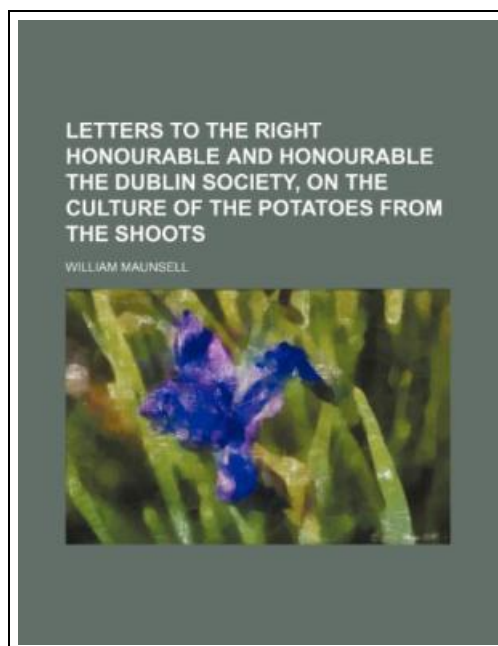 LETTERS TO THE RIGHT
HONOURABLE AND HONOURABLE
THE DUBLIN SOCIETY, ON THE
CULTURE OF THE POTATOES FROM
THE SHOOTS
WILLIAM MAUNSELL